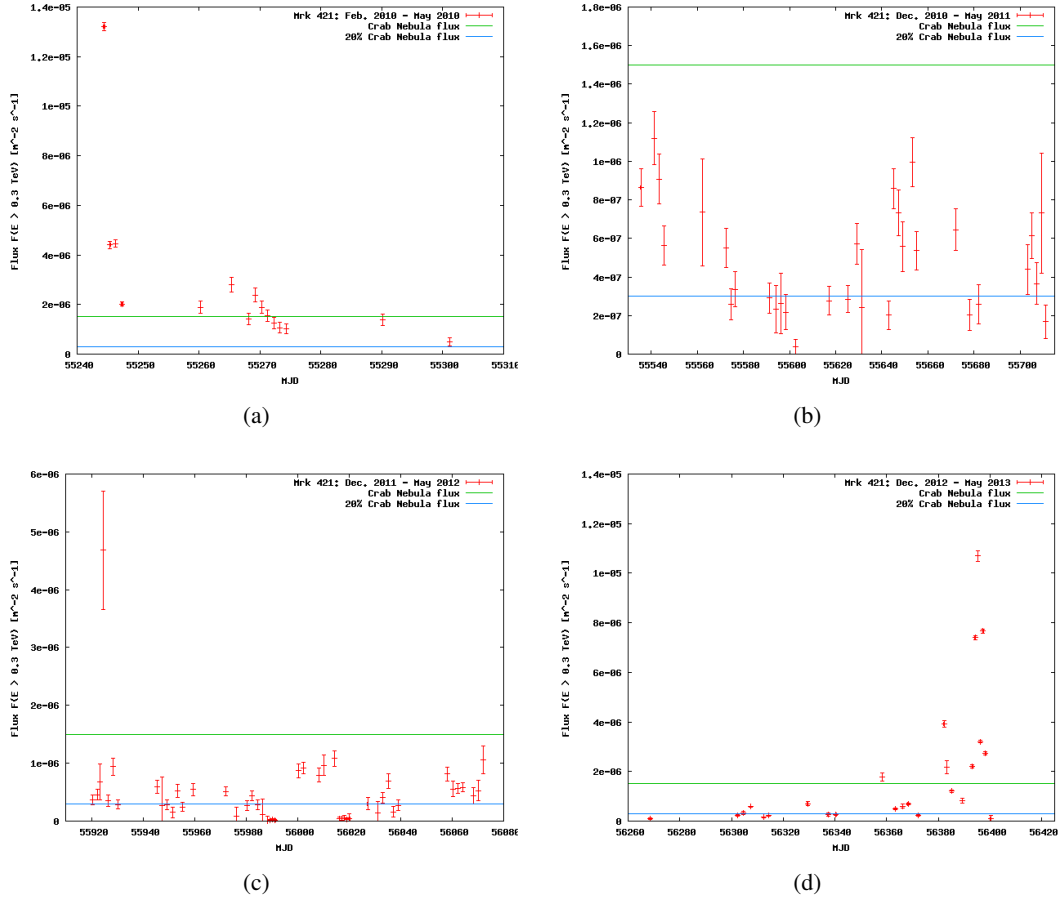 Mrk 421: Feb. 2010 - May 2010
Crab Nebula flux
20% Crab Nebula flux
Flux F(E > 0.3 TeV) [m^-2 s^-1]
1.4e-05
1.2e-05
1e-05
8e-06
6e-06
4e-06
2e-06
0
55240 55250 55260 55270 55280 55290 55300 55310
MJD
(a)
Mrk 421: Dec. 2010 - May 2011
Crab Nebula flux
20% Crab Nebula flux
Flux F(E > 0.3 TeV) [m^-2 s^-1]
1.8e-06
1.6e-06
1.4e-06
1.2e-06
1e-06
8e-07
6e-07
4e-07
2e-07
0
55540 55560 55580 55600 55620 55640 55660 55680 55700
MJD
(b)
Mrk 421: Dec. 2011 - May 2012
Crab Nebula flux
20% Crab Nebula flux
Flux F(E > 0.3 TeV) [m^-2 s^-1]
6e-06
5e-06
4e-06
3e-06
2e-06
1e-06
0
55920 55940 55960 55980 56000 56020 56040 56060 56080
MJD
(c)
Mrk 421: Dec. 2012 - May 2013
Crab Nebula flux
20% Crab Nebula flux
Flux F(E > 0.3 TeV) [m^-2 s^-1]
1.4e-05
1.2e-05
1e-05
8e-06
6e-06
4e-06
2e-06
0
56260 56280 56300 56320 56340 56360 56380 56400 56420
MJD
(d)